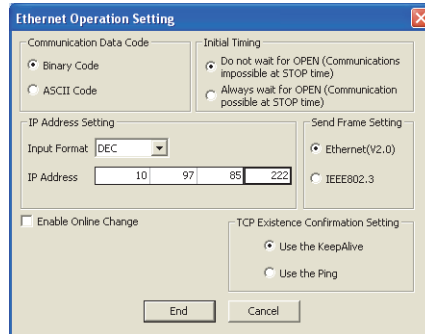 Ethernet Operation Setting
Communication Data Code
Binary Code
ASCII Code
Initial Timing
Do not wait for OPEN (Communications
impossible at STOP time)
Always wait for OPEN (Communication
possible at STOP time)
IP Address Setting
Input Format DEC
IP Address 10 97 85 222
Send Frame Setting
Ethernet(V2.0)
IEEE802.3
Enable Online Change
TCP Existence Confirmation Setting
Use the KeepAlive
Use the Ping
End Cancel